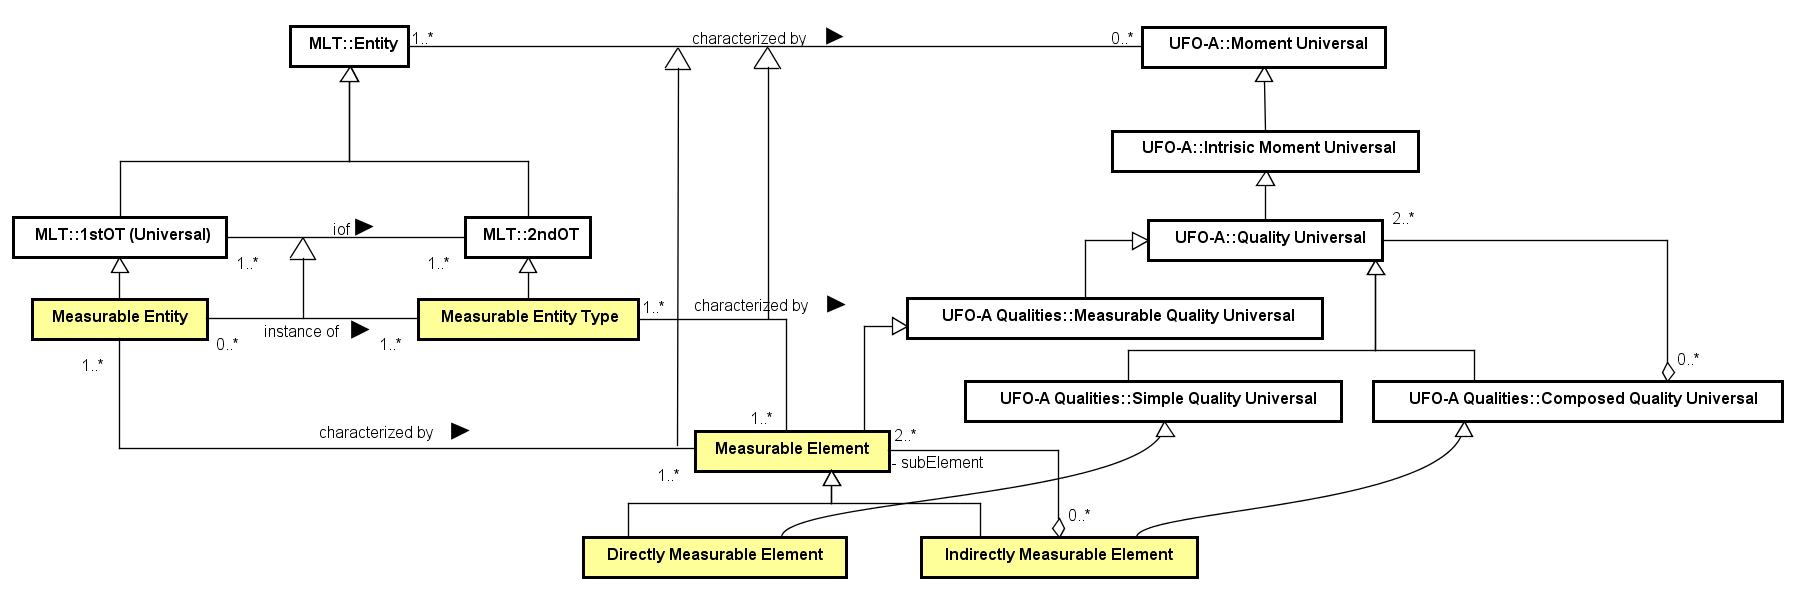 MLT::Entity
1..*
characterized by
0..*
UFO-A::Moment Universal
UFO-A::Intrisic Moment Universal
MLT::1stOT (Universal)
iof
MLT::2ndOT
2..*
UFO-A::Quality Universal
1..*
1..*
Measurable Entity
instance of
0..*
1..*
Measurable Entity Type
1..*
characterized by
UFO-A Qualities::Measurable Quality Universal
1..*
0..*
UFO-A Qualities::Simple Quality Universal
UFO-A Qualities::Composed Quality Universal
characterized by
1..*
1..*
Measurable Element
2..*
- subElement
0..*
Directly Measurable Element
Indirectly Measurable Element